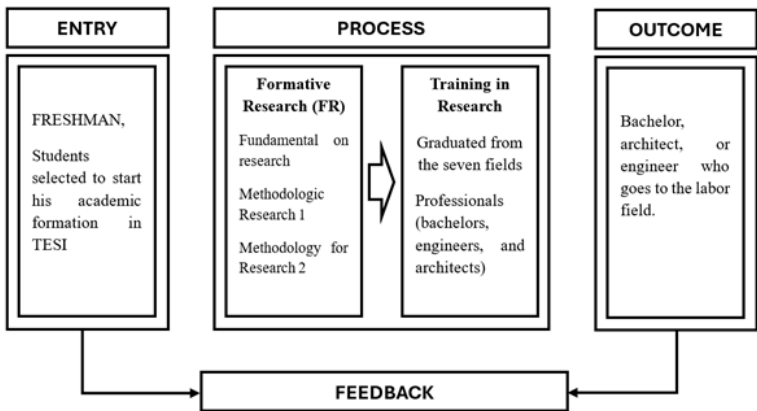 ENTRY
PROCESS
OUTCOME
FRESHMAN,
Students
selected to start
his academic
formation in
TESI
Formative
Research (FR)
Fundamental on
research
Methodologic
Research 1
Methodology for
Research 2
Training in
Research
Graduated from
the seven fields
Professionals
(bachelors,
engineers, and
architects)
Bachelor,
architect, or
engineer who
goes to the labor
field.
FEEDBACK